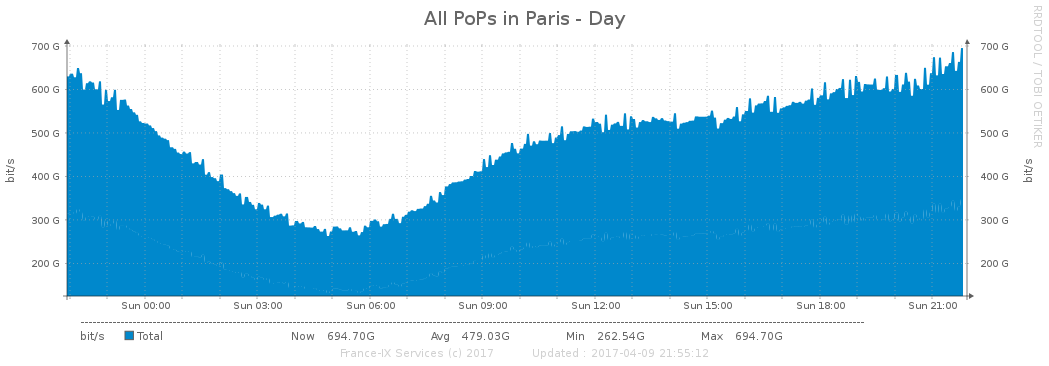 All PoPs in Paris - Day
RRDTOOL / TOBI OETIKER
700 G 700 G
600 G 600 G
500 G 500 G
400 G 400 G
300 G 300 G
200 G 200 G
bit/s
bit/s
Sun 00:00 Sun 03:00 Sun 06:00 Sun 09:00 Sun 12:00 Sun 15:00 Sun 18:00 Sun 21:00
bit/s Total Now 694.70G Avg 479.03G Min 262.54G Max 694.70G
France-IX Services (c) 2017 Updated : 2017-04-09 21:55:12